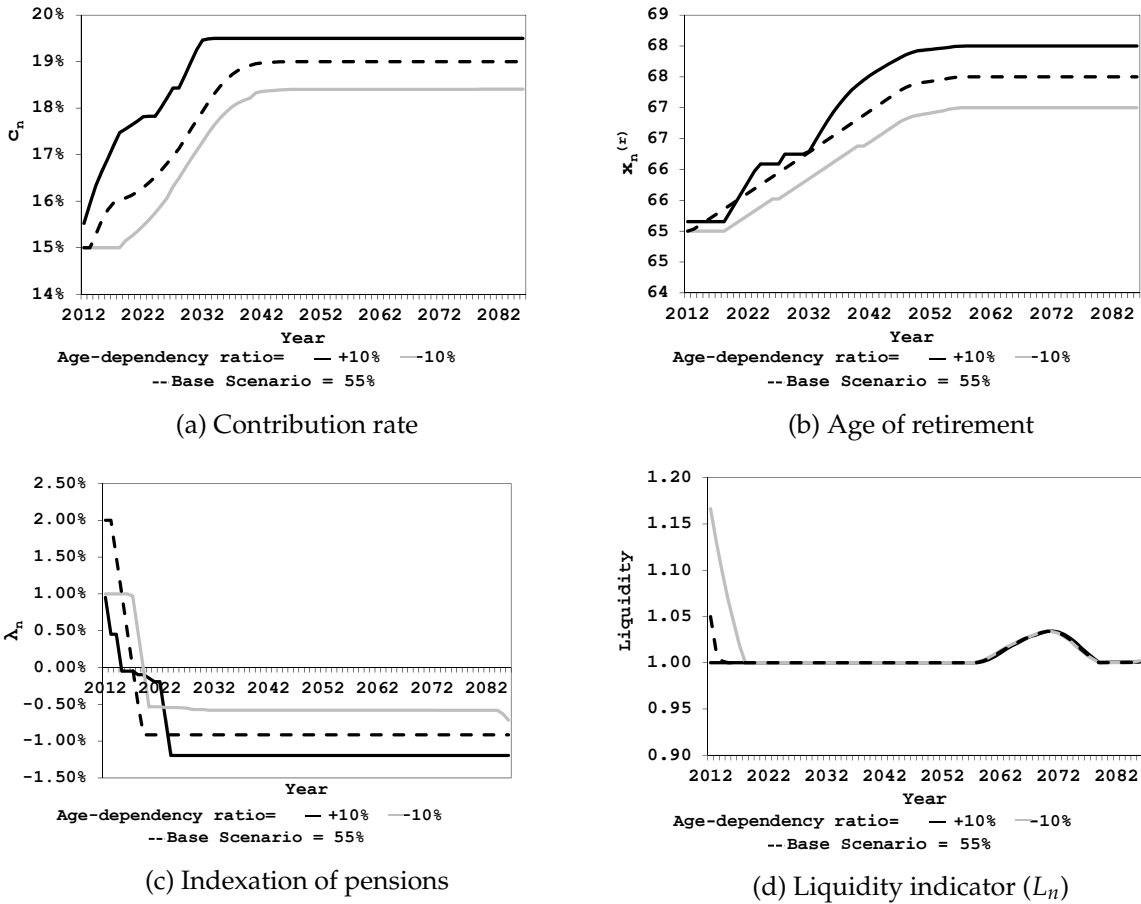 20%
19%
18%
17%
16%
15%
14%
c_n
2012 2022 2032 2042 2052 2062 2072 2082
Year
Age-dependency ratio= +10% -10%
Base Scenario = 55%
(a) Contribution rate
69
68
68
67
67
66
66
65
65
64
x_n^(r)
2012 2022 2032 2042 2052 2062 2072 2082
Year
Age-dependency ratio= +10% -10%
Base Scenario = 55%
(b) Age of retirement
2.50%
2.00%
1.50%
1.00%
0.50%
0.00%
-0.50%
-1.00%
-1.50%
λ_n
2012 2022 2032 2042 2052 2062 2072 2082
Year
Age-dependency ratio= +10% -10%
Base Scenario = 55%
(c) Indexation of pensions
1.20
1.15
1.10
1.05
1.00
0.95
0.90
Liquidity
2012 2022 2032 2042 2052 2062 2072 2082
Year
Age-dependency ratio= +10% -10%
Base Scenario = 55%
(d) Liquidity indicator (L_n)